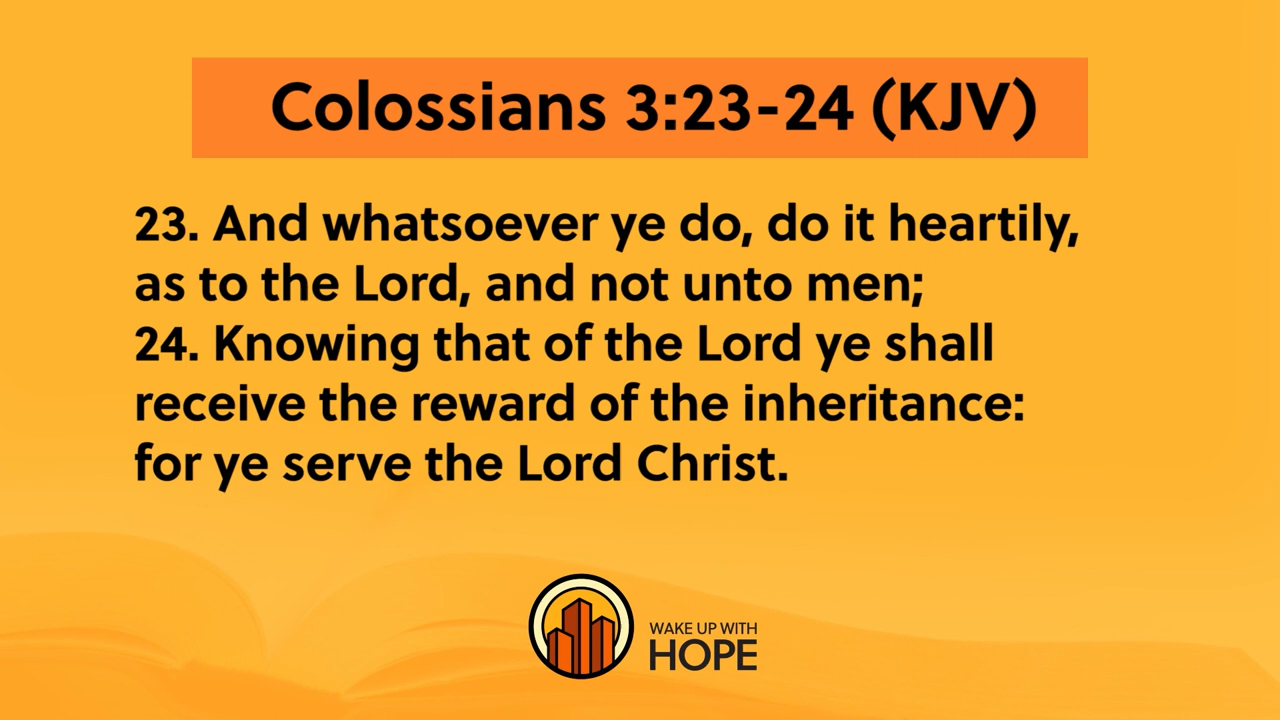 Colossians 3:23-24 (KJV)
23. And whatsoever ye do, do it heartily,
as to the Lord, and not unto men;
24. Knowing that of the Lord ye shall
receive the reward of the inheritance:
for ye serve the Lord Christ.
WAKE UP WITH
HOPE